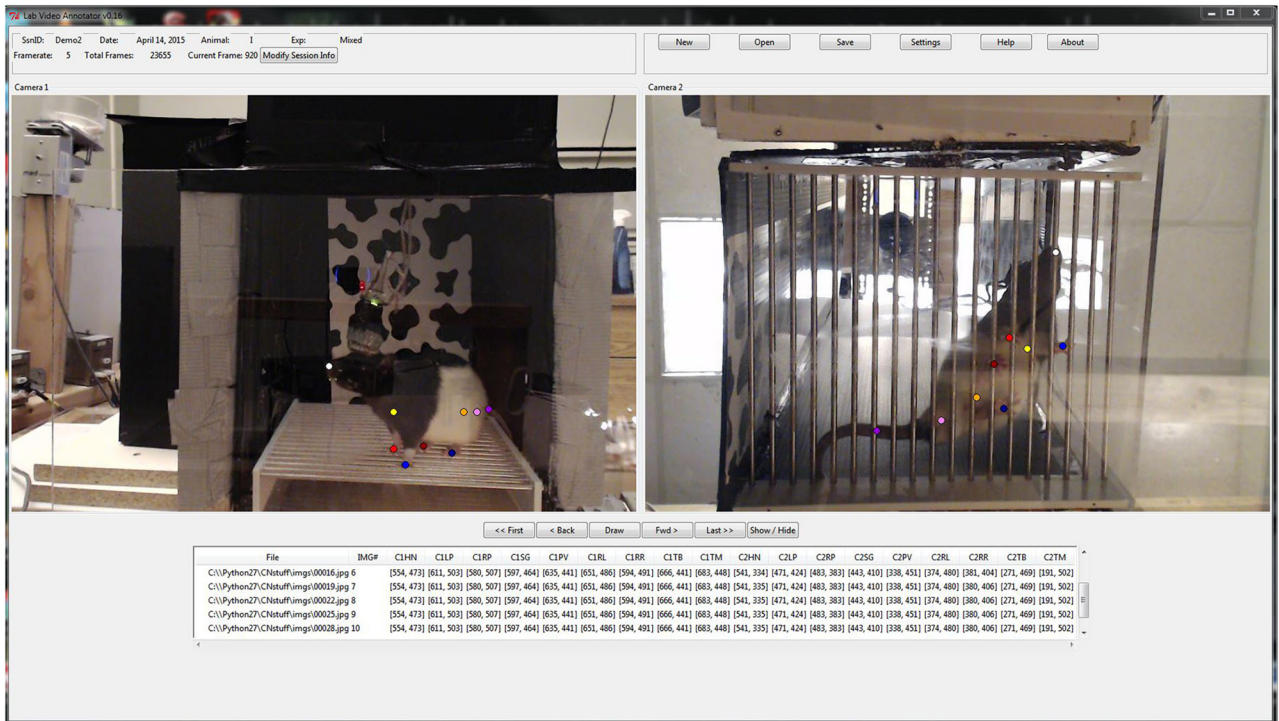 Lab Video Annotator v0.16
SsnID: Demo2 Date: April 14, 2015 Animal: I Exp: Mixed
Framerate: 5 Total Frames: 23655 Current Frame: 920 Modify Session Info
New Open Save Settings Help About
Camera 1
Camera 2
<< First < Back Draw Fwd > Last >> Show / Hide
File IMG# C1HN C1LP C1RP C1SG C1PV C1RL C1RR C1TB C1TM C2HN C2LP C2RP C2SG C2PV C2RL C2RR C2TB C2TM
C:\\Python27\CNstuff\imgs\00016.jpg 6 [554, 473] [611, 503] [580, 507] [597, 464] [635, 441] [651, 486] [594, 491] [666, 441] [683, 448] [541, 334] [471, 424] [483, 383] [443, 410] [338, 451] [374, 480] [381, 404] [271, 469] [191, 502]
C:\\Python27\CNstuff\imgs\00019.jpg 7 [554, 473] [611, 503] [580, 507] [597, 464] [635, 441] [651, 486] [594, 491] [666, 441] [683, 448] [541, 335] [471, 424] [483, 383] [443, 410] [338, 451] [374, 480] [380, 406] [271, 469] [191, 502]
C:\\Python27\CNstuff\imgs\00022.jpg 8 [554, 473] [611, 503] [580, 507] [597, 464] [635, 441] [651, 486] [594, 491] [666, 441] [683, 448] [541, 335] [471, 424] [483, 383] [443, 410] [338, 451] [374, 480] [380, 406] [271, 469] [191, 502]
C:\\Python27\CNstuff\imgs\00025.jpg 9 [554, 473] [611, 503] [580, 507] [597, 464] [635, 441] [651, 486] [594, 491] [666, 441] [683, 448] [541, 335] [471, 424] [483, 383] [443, 410] [338, 451] [374, 480] [380, 406] [271, 469] [191, 502]
C:\\Python27\CNstuff\imgs\00028.jpg 10 [554, 473] [611, 503] [580, 507] [597, 464] [635, 441] [651, 486] [594, 491] [666, 441] [683, 448] [541, 335] [471, 424] [483, 383] [443, 410] [338, 451] [374, 480] [380, 406] [271, 469] [191, 502]